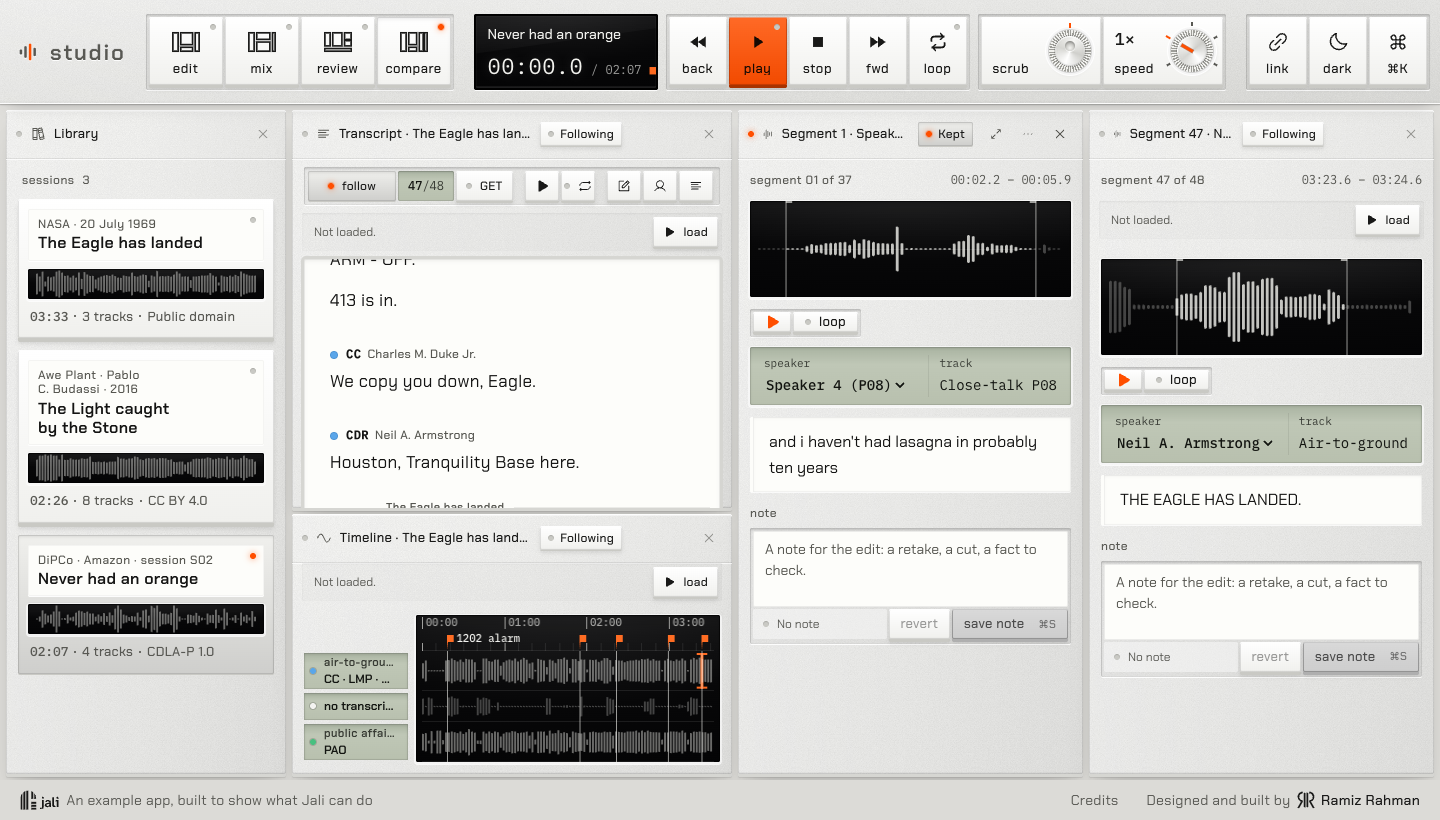 studio
edit
mix
review
compare
Never had an orange
00:00.0 / 02:07
back
play
stop
fwd
loop
scrub
1×
speed
link
dark
⌘K
Library
sessions 3
NASA · 20 July 1969
The Eagle has landed
03:33 · 3 tracks · Public domain
Awe Plant · Pablo
C. Budassi · 2016
The Light caught
by the Stone
02:26 · 8 tracks · CC BY 4.0
DiPCo · Amazon · session S02
Never had an orange
02:07 · 4 tracks · CDLA-P 1.0
Transcript · The Eagle has lan...
Following
follow
47/48
GET
Not loaded.
load
ARM - OFF.
413 is in.
CC Charles M. Duke Jr.
We copy you down, Eagle.
CDR Neil A. Armstrong
Houston, Tranquility Base here.
The Eagle has landed
Timeline · The Eagle has land...
Following
Not loaded.
load
00:00 01:00 02:00 03:00
1202 alarm
air-to-grou...
CC · LMP · ...
no transcri...
public affai...
PAO
Segment 1 · Speak...
Kept
segment 01 of 37
00:02.2 – 00:05.9
loop
speaker
track
Speaker 4 (P08)
Close-talk P08
and i haven't had lasagna in probably
ten years
note
A note for the edit: a retake, a cut, a fact to
check.
No note
revert
save note ⌘S
Segment 47 · N...
Following
segment 47 of 48
03:23.6 – 03:24.6
Not loaded.
load
loop
speaker
track
Neil A. Armstrong
Air-to-ground
THE EAGLE HAS LANDED.
note
A note for the edit: a retake, a cut, a fact to
check.
No note
revert
save note ⌘S
jali
An example app, built to show what Jali can do
Credits
Designed and built by
Ramiz Rahman